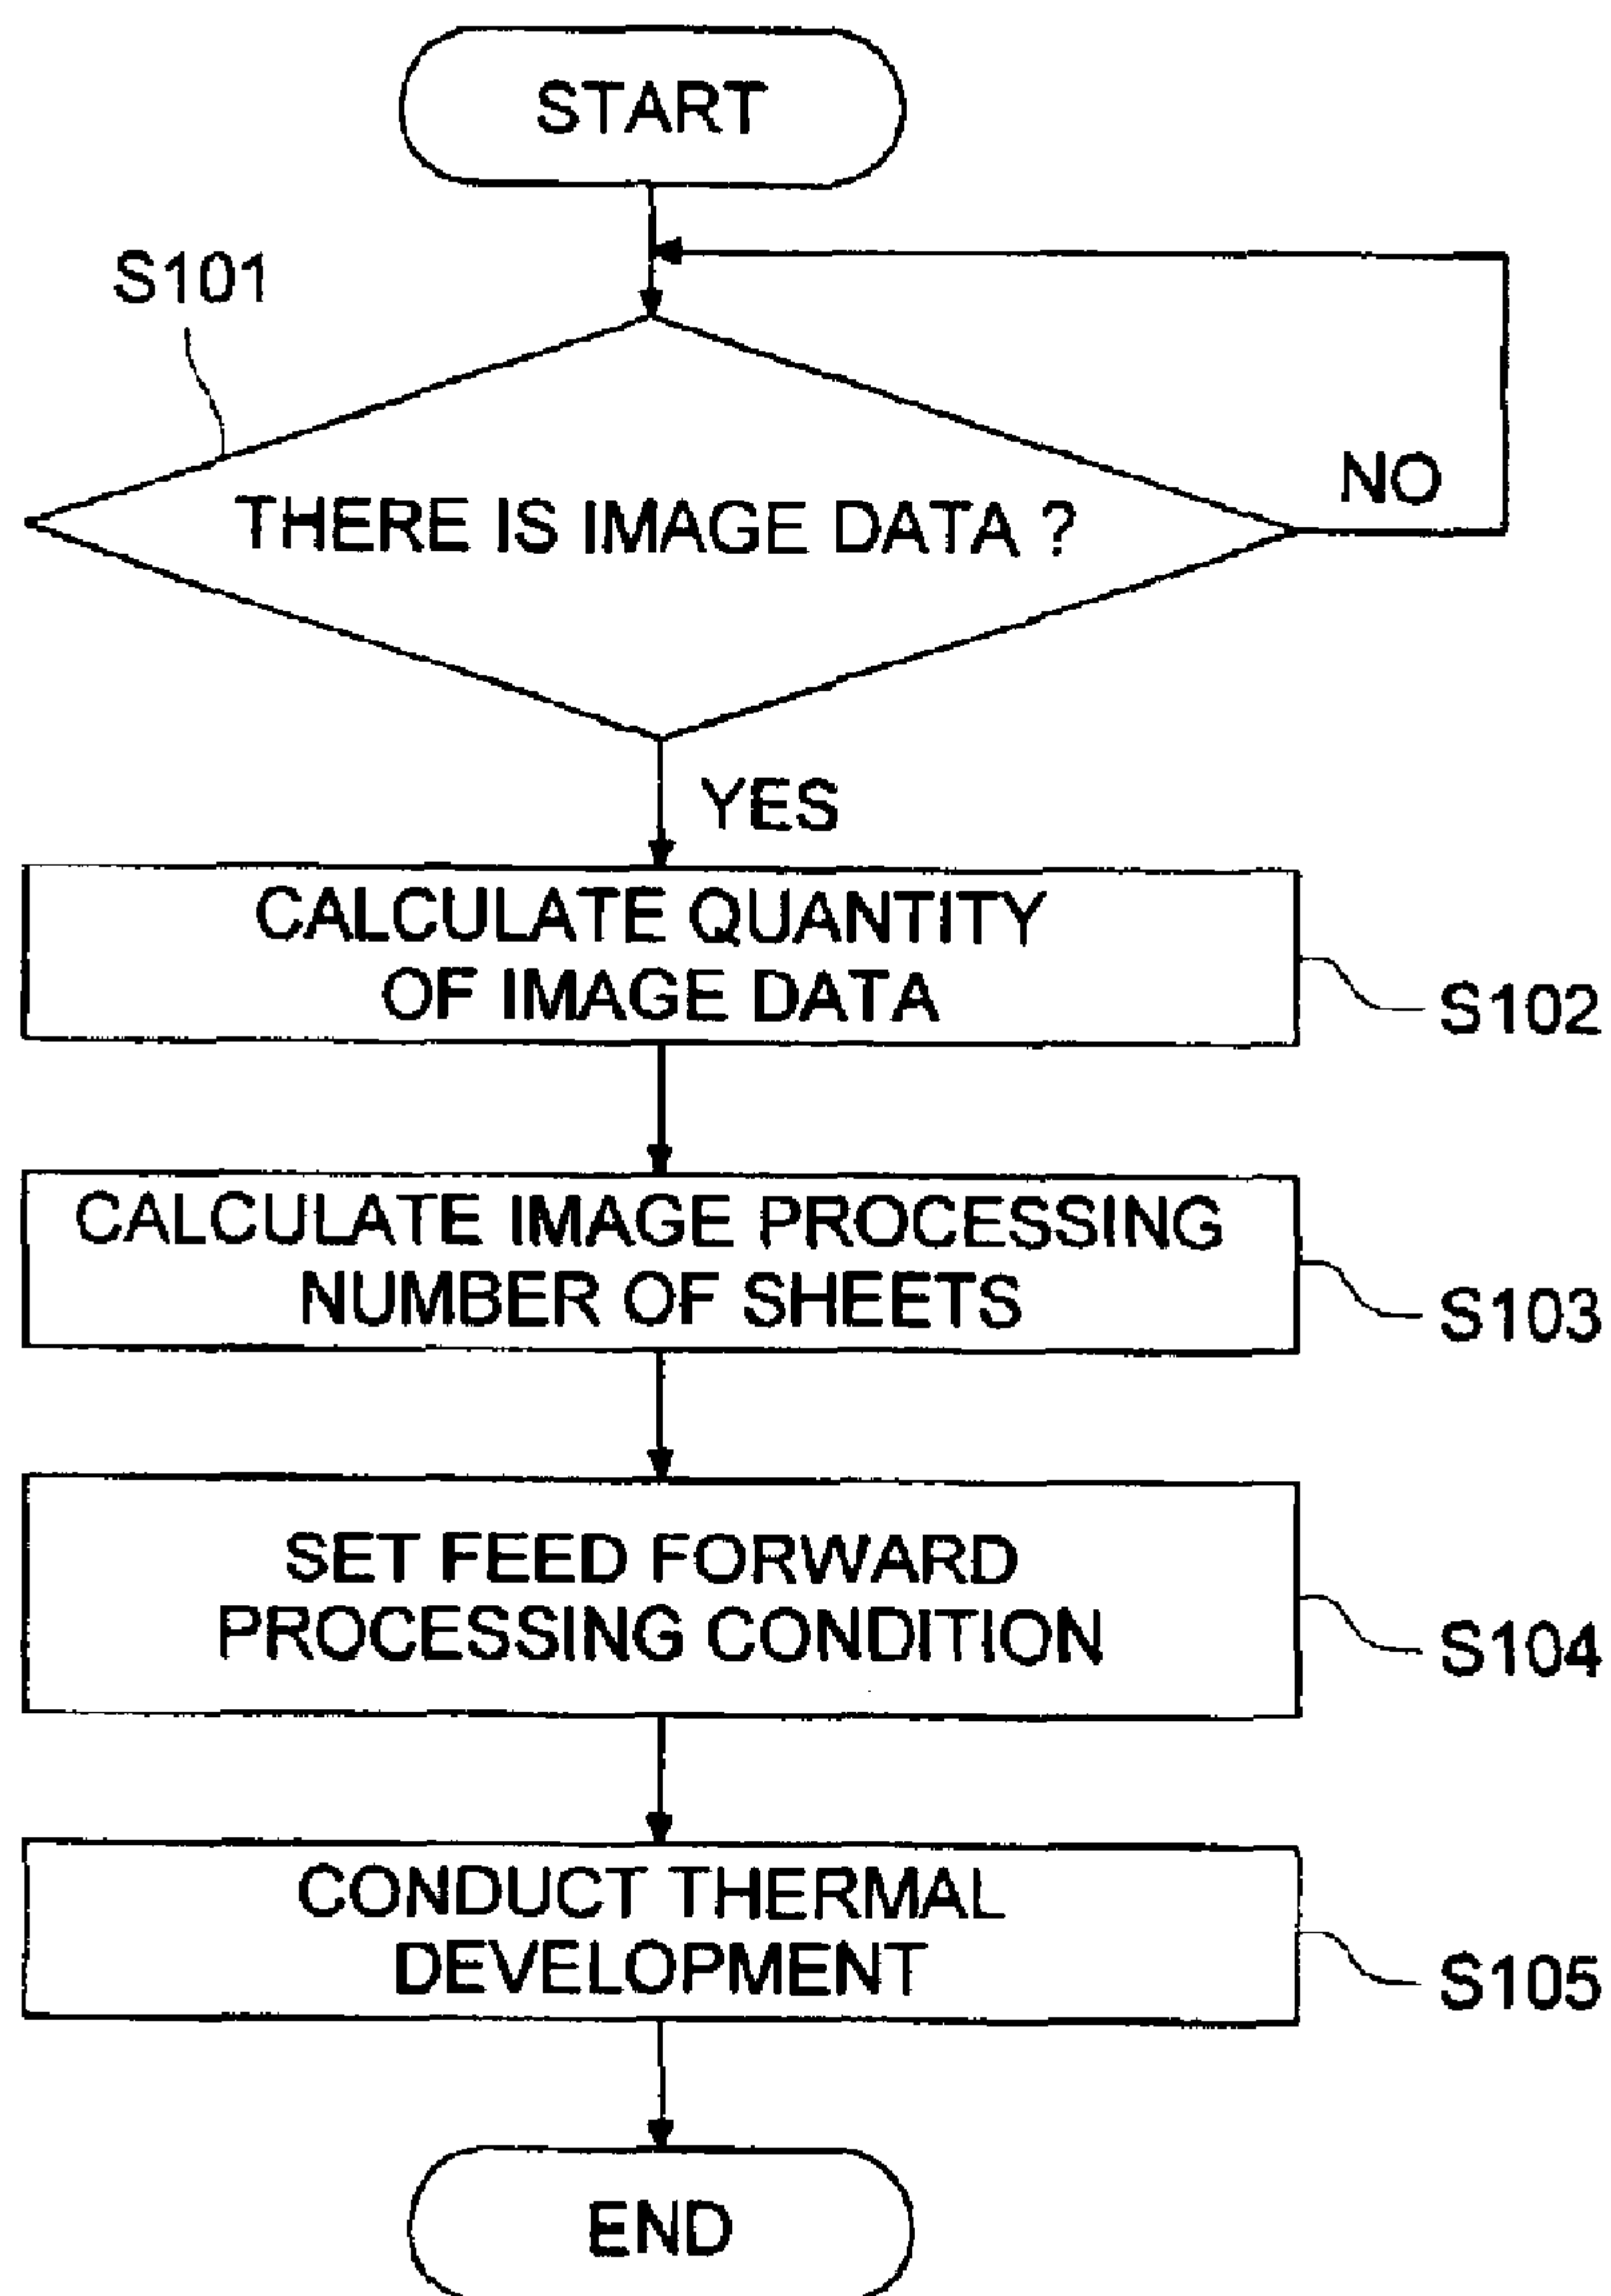 START
S101
THERE IS IMAGE DATA ?
NO
YES
CALCULATE QUANTITY
OF IMAGE DATA
S102
CALCULATE IMAGE PROCESSING
NUMBER OF SHEETS
S103
SET FEED FORWARD
PROCESSING CONDITION
S104
CONDUCT THERMAL
DEVELOPMENT
S105
END